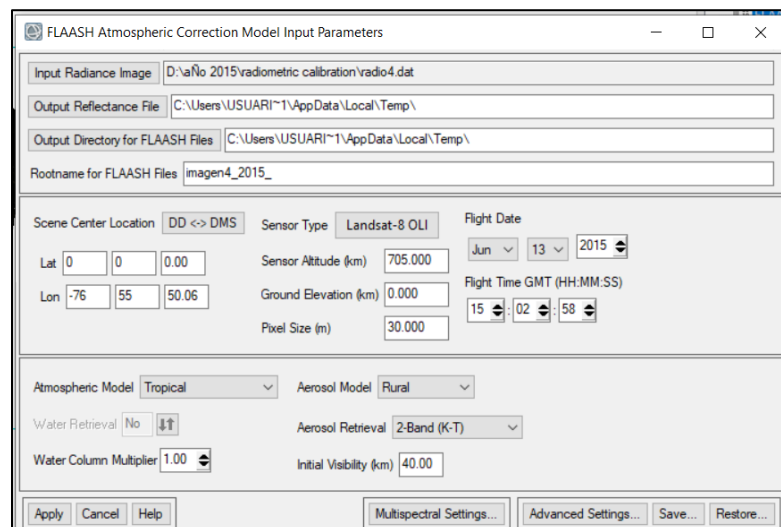 FLAASH Atmospheric Correction Model Input Parameters
Input Radiance Image D:\aÑo 2015\radiometric calibration\radio4.dat
Output Reflectance File C:\Users\USUARI~1\AppData\Local\Temp\
Output Directory for FLAASH Files C:\Users\USUARI~1\AppData\Local\Temp\
Rootname for FLAASH Files imagen4_2015_
Scene Center Location DD <-> DMS Sensor Type Landsat-8 OLI Flight Date
Jun 13 2015
Lat 0 0 0.00 Sensor Altitude (km) 705.000
Flight Time GMT (HH:MM:SS)
Lon -76 55 50.06 Ground Elevation (km) 0.000
15 : 02 : 58
Pixel Size (m) 30.000
Atmospheric Model Tropical Aerosol Model Rural
Water Retrieval No Aerosol Retrieval 2-Band (K-T)
Water Column Multiplier 1.00 Initial Visibility (km) 40.00
Apply Cancel Help Multispectral Settings... Advanced Settings... Save... Restore...